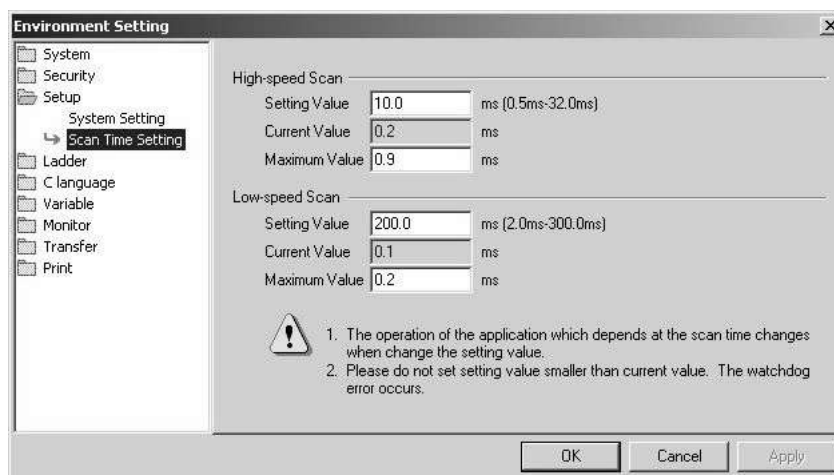 Environment Setting
System
Security
Setup
System Setting
Scan Time Setting
Ladder
C language
Variable
Monitor
Transfer
Print
High-speed Scan
Setting Value 10.0 ms (0.5ms-32.0ms)
Current Value 0.2 ms
Maximum Value 0.9 ms
Low-speed Scan
Setting Value 200.0 ms (2.0ms-300.0ms)
Current Value 0.1 ms
Maximum Value 0.2 ms
1. The operation of the application which depends at the scan time changes
when change the setting value.
2. Please do not set setting value smaller than current value. The watchdog
error occurs.
OK Cancel Apply